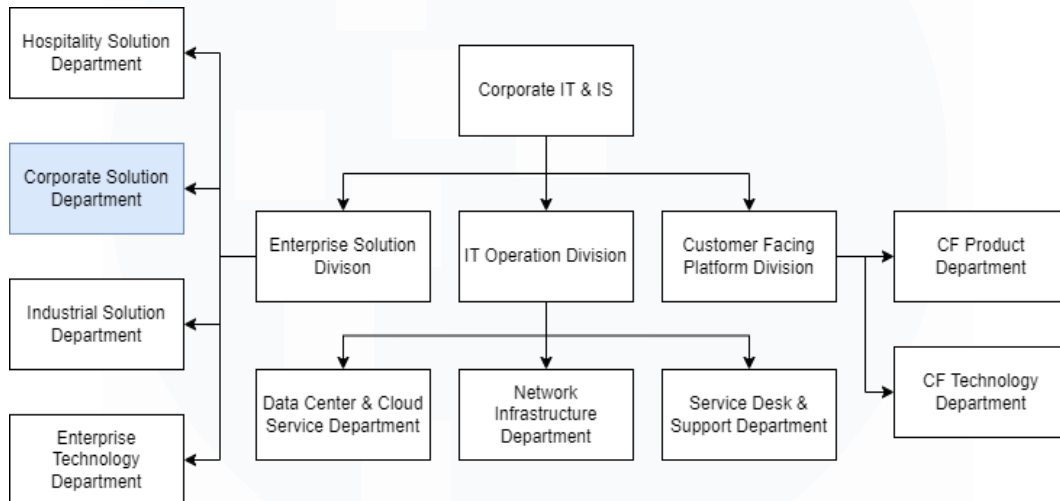 Hospitality Solution
Department
Corporate IT & IS
Corporate Solution
Department
Enterprise Solution
Divison
IT Operation Division
Customer Facing
Platform Division
CF Product
Department
Industrial Solution
Department
Data Center & Cloud
Service Department
Network
Infrastructure
Department
Service Desk &
Support Department
CF Technology
Department
Enterprise
Technology
Department